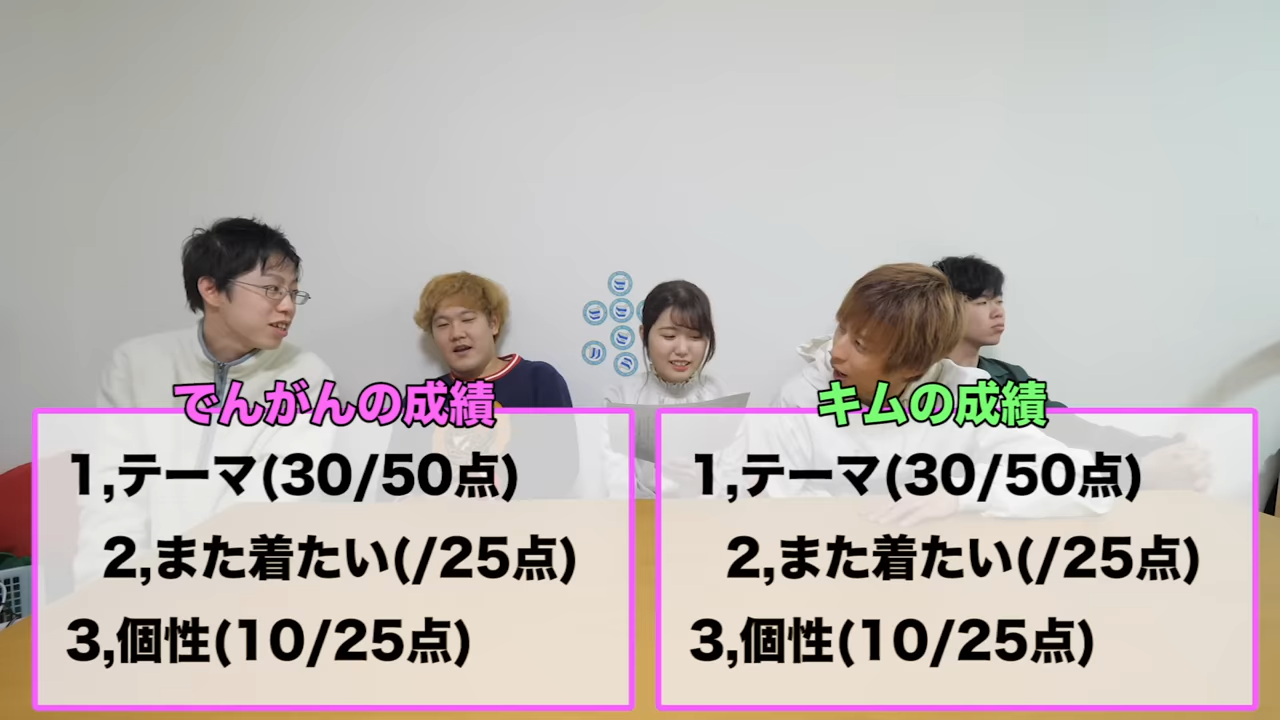 でんがんの成績
1,テーマ(30/50点)
2,また着たい(/25点)
3,個性(10/25点)
キムの成績
1,テーマ(30/50点)
2,また着たい(/25点)
3,個性(10/25点)